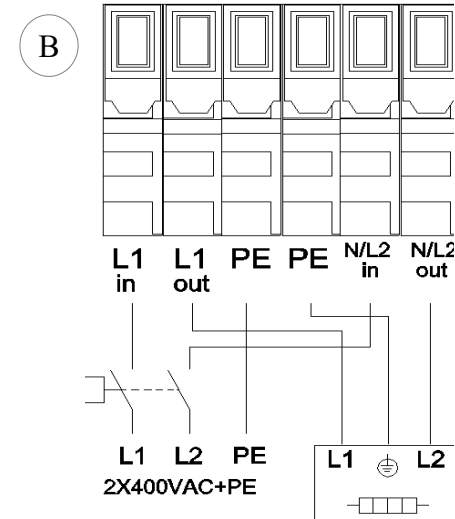 B
L1 in L1 out PE PE N/L2 in N/L2 out
L1 L2 PE
2X400VAC+PE
L1 L2